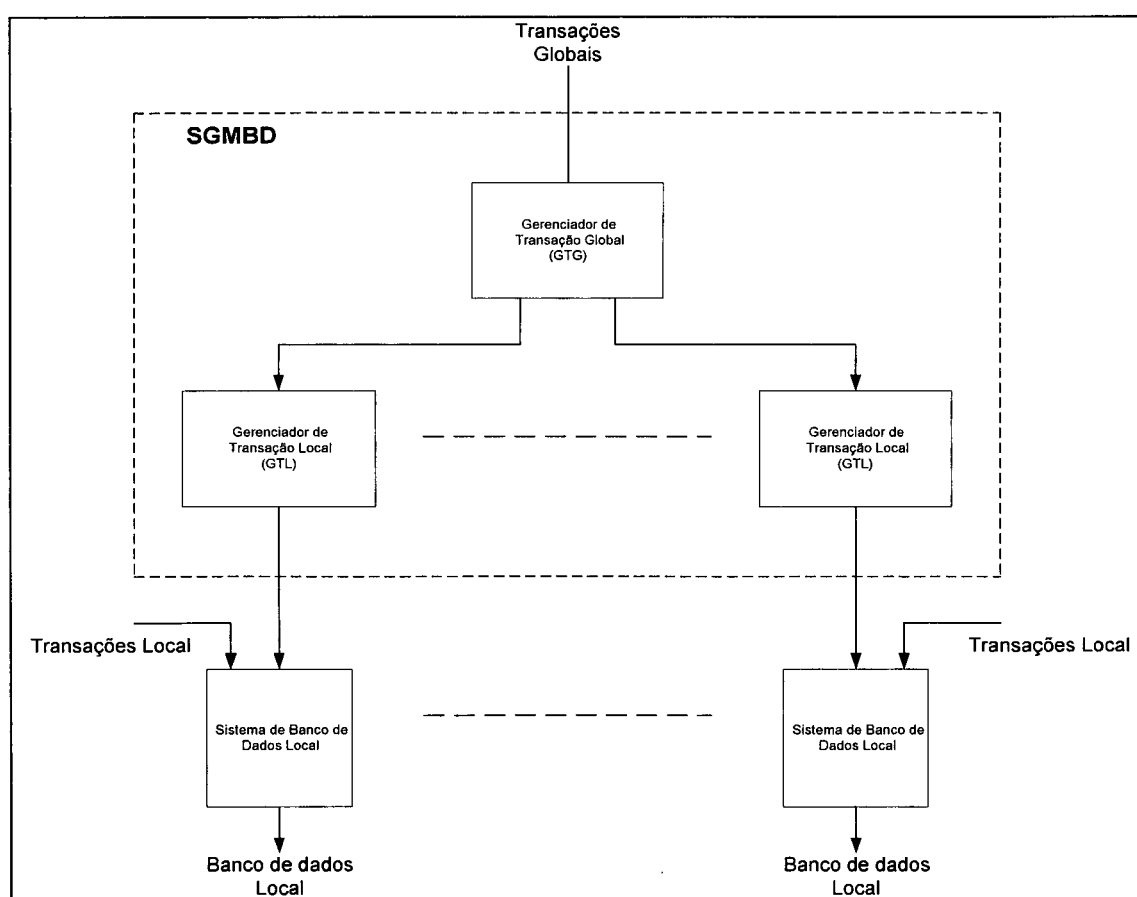 Transações
Globais
SGMBD
Gerenciador de
Transação Global
(GTG)
Gerenciador de
Transação Local
(GTL)
Gerenciador de
Transação Local
(GTL)
Transações Local
Transações Local
Sistema de Banco de
Dados Local
Sistema de Banco de
Dados Local
Banco de dados
Local
Banco de dados
Local